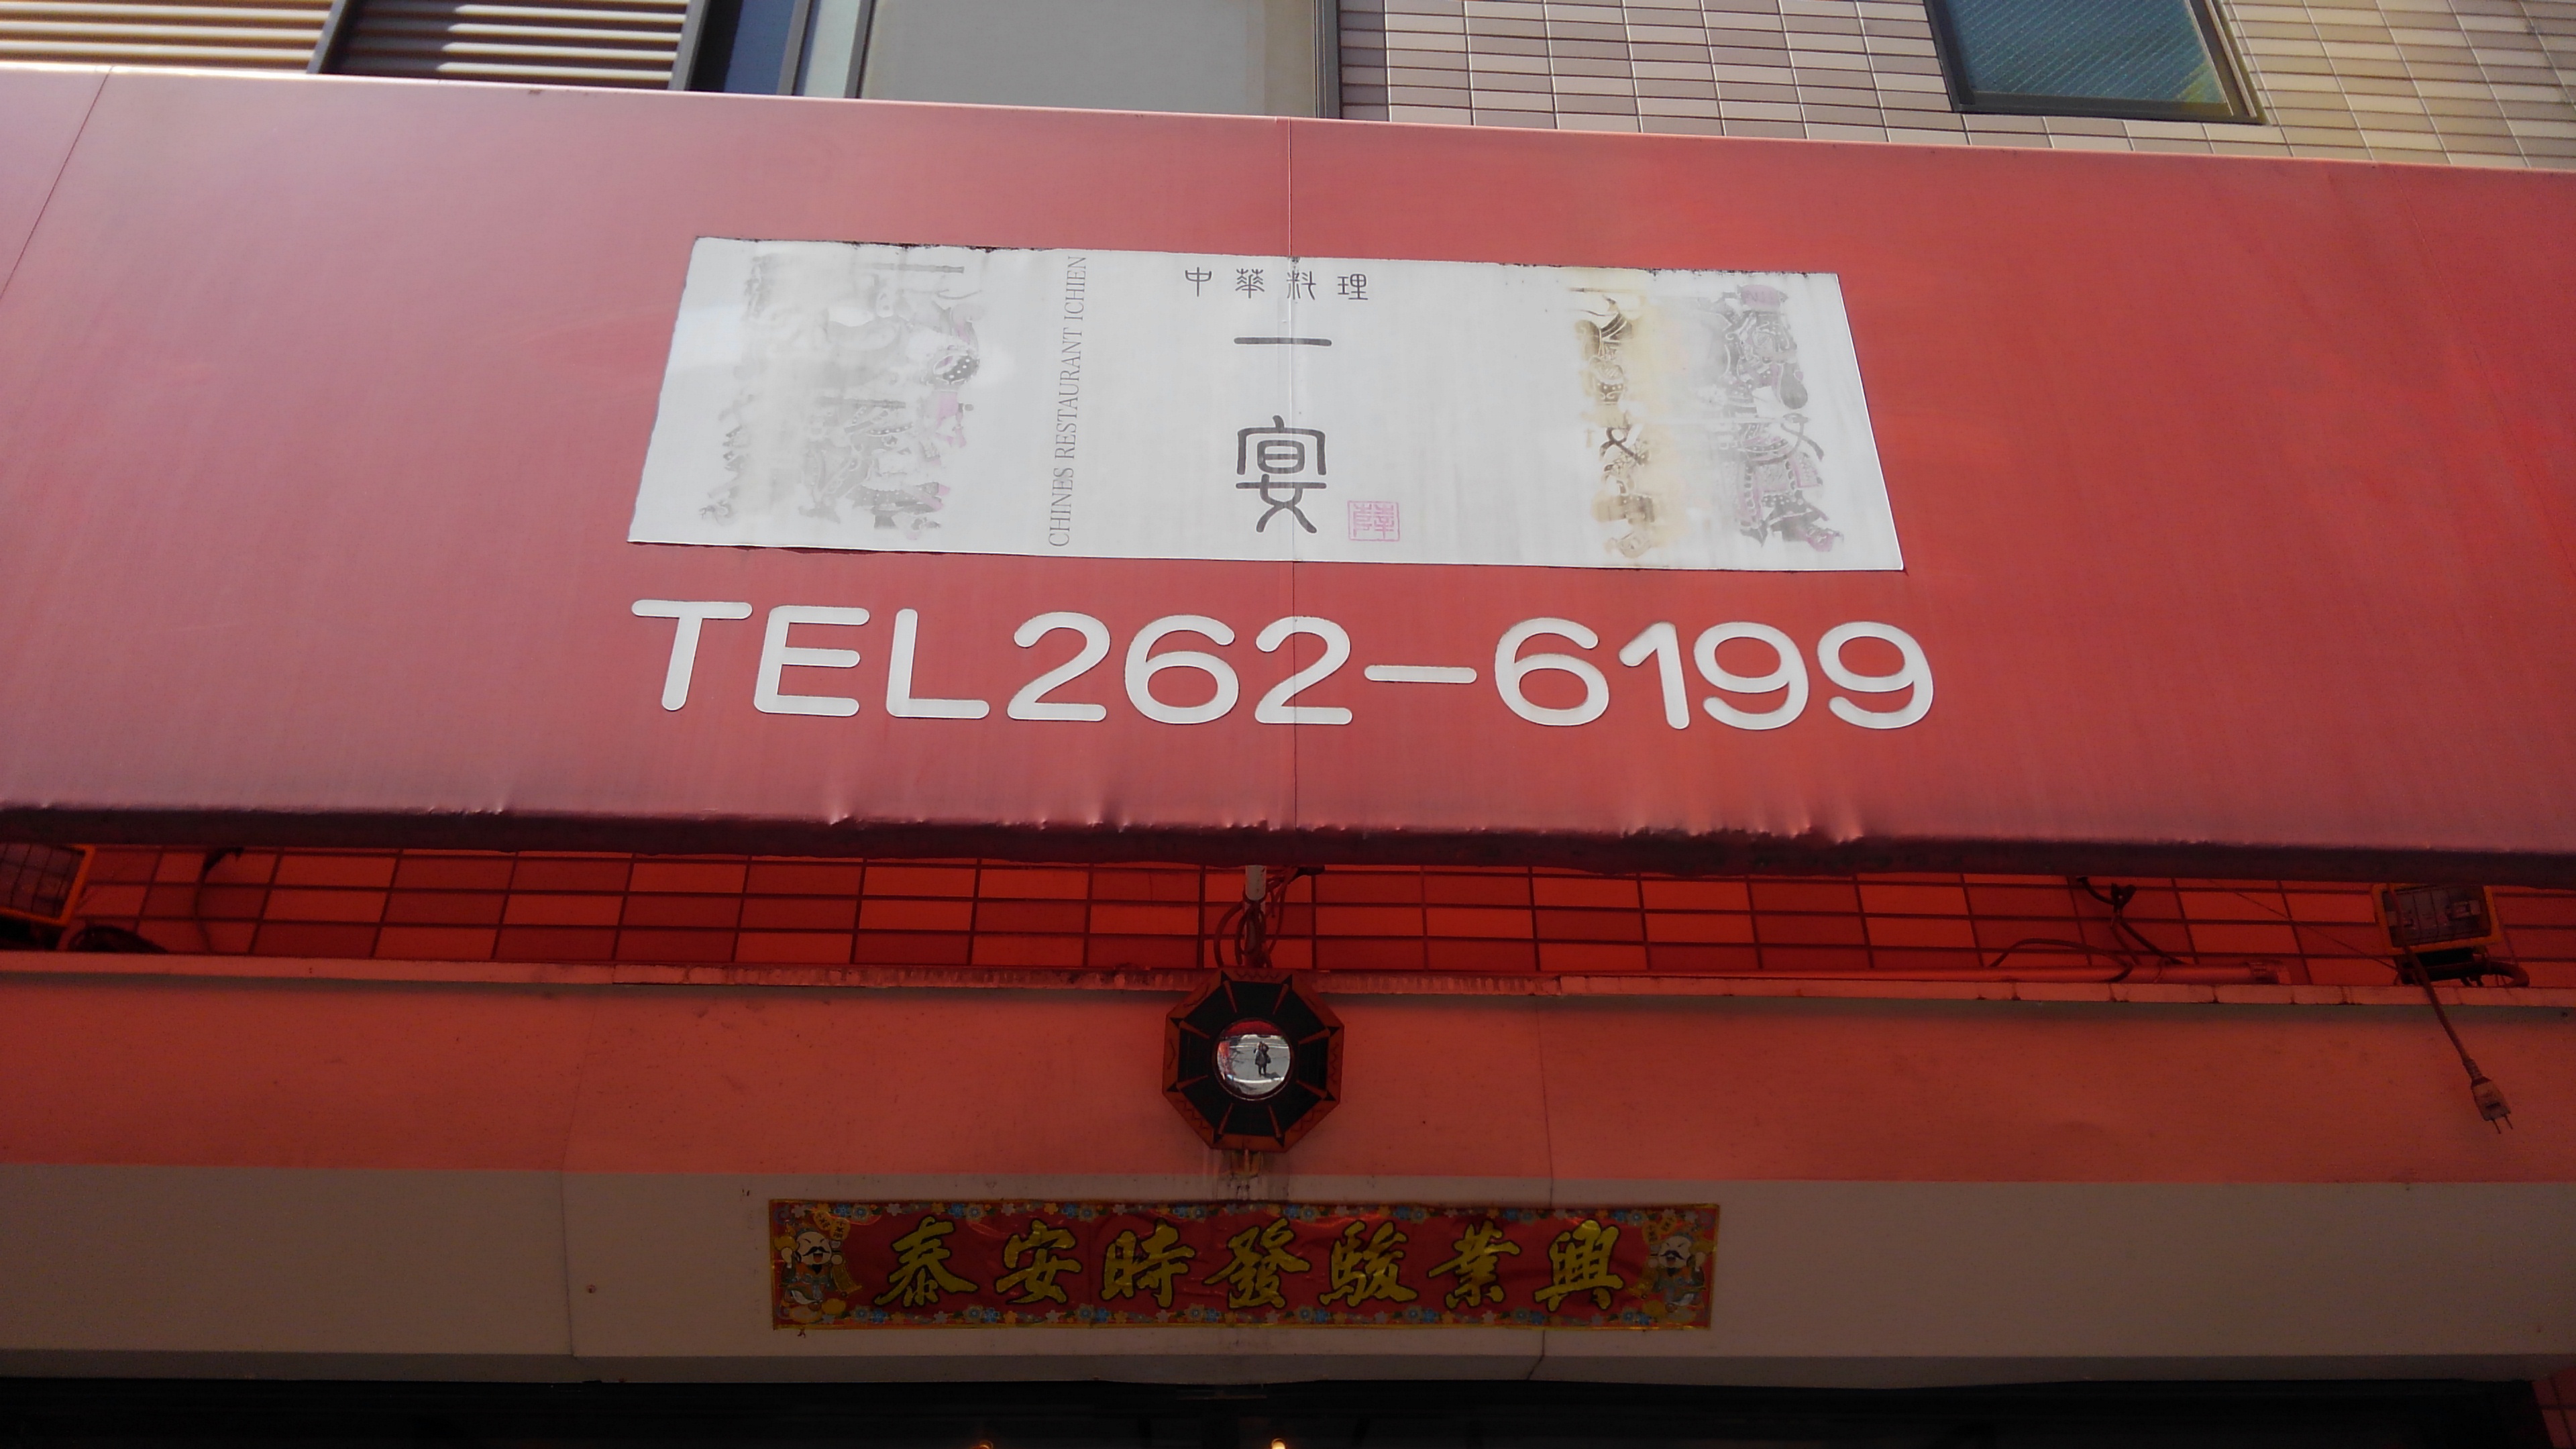 中華料理
一宴
CHINES RESTAURANT ICHIEN
TEL262-6199
泰安時發駿業興